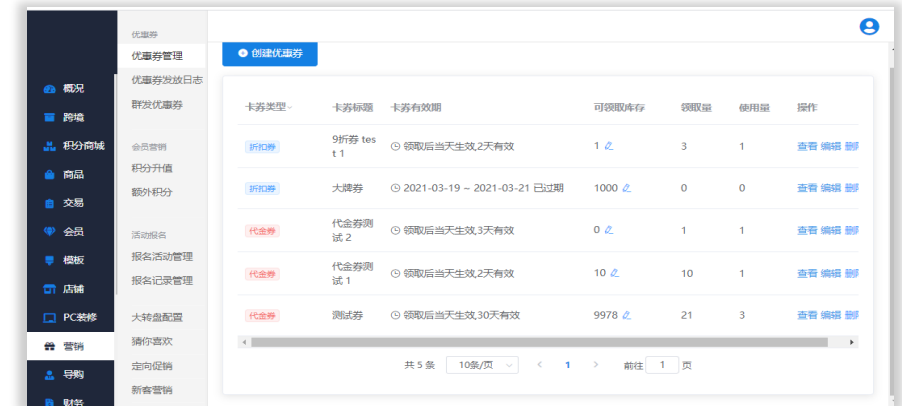 概况
跨境
积分商城
商品
交易
会员
模板
店铺
PC装修
营销
导购
财务
优惠券
优惠券管理
优惠券发放日志
群发优惠券
会员营销
积分升值
额外积分
活动报名
报名活动管理
报名记录管理
大转盘配置
猜你喜欢
定向促销
新客营销
创建优惠券
卡券类型 卡券标题 卡券有效期 可领取库存 领取量 使用量 操作
折扣券 9折券 tes 领取后当天生效,2天有效 1 3 1 查看 编辑
t 1
折扣券 大牌券 2021-03-19 ~ 2021-03-21 已过期 1000 0 0 查看 编辑
代金券 代金券测 领取后当天生效,3天有效 0 1 1 查看 编辑
试 2
代金券 代金券测 领取后当天生效,2天有效 10 10 1 查看 编辑
试 1
代金券 测试券 领取后当天生效,30天有效 9978 21 3 查看 编辑
共 5 条 10条/页 1 前往 1 页